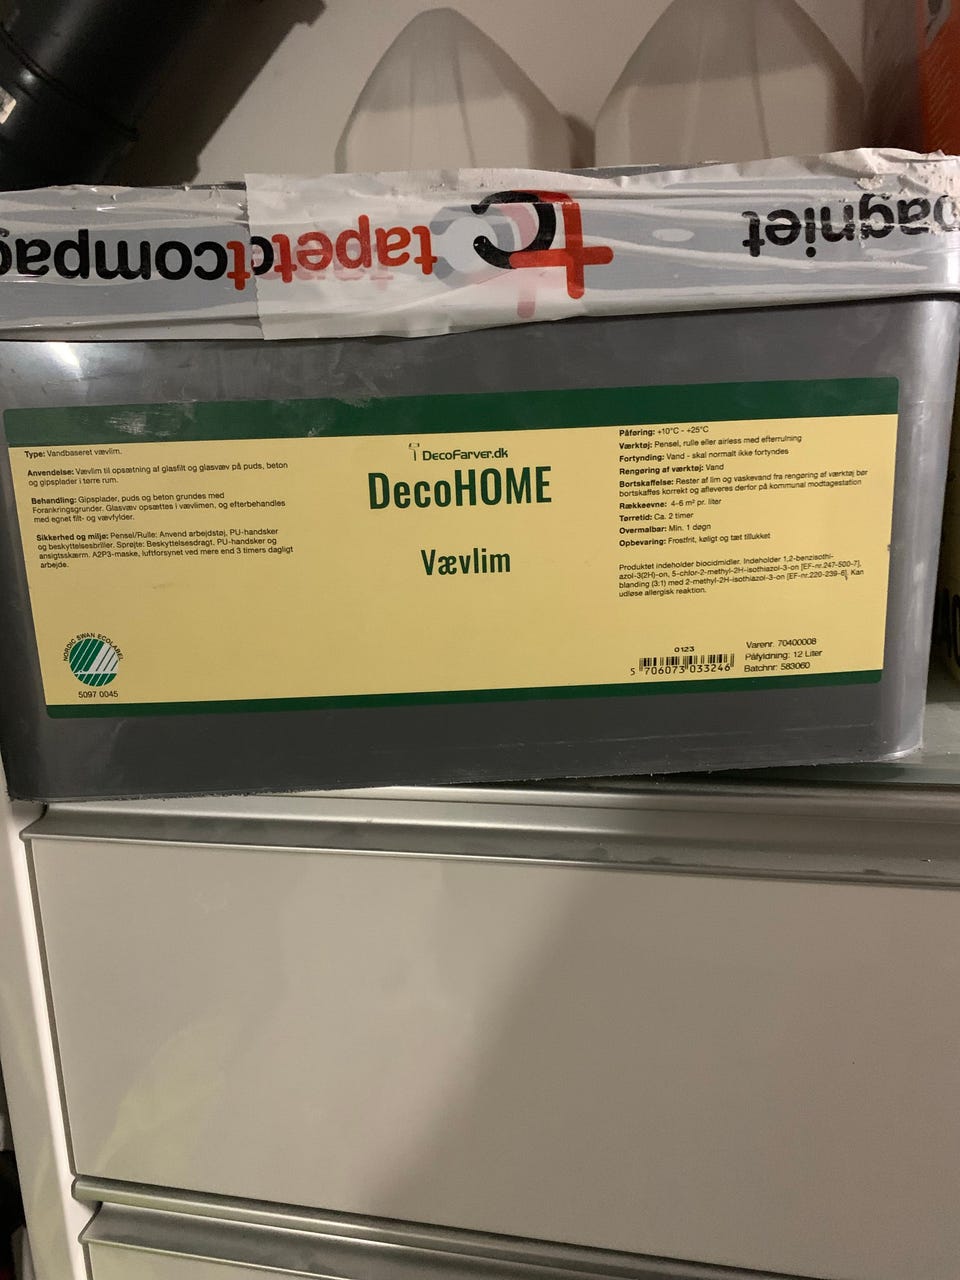 pagniet
tc
tapetcompag
Type: Vandbaseret vævlim.
Anvendelse: Vævlim til opsætning af glasfilt og glasvæv på puds, beton
og gipsplader i tørre rum.
Behandling: Gipsplader, puds og beton grundes med
Forankringsgrunder. Glasvæv opsættes i vævlimen, og efterbehandles
med egnet filt- og vævfylder.
Sikkerhed og miljø: Pensel/Rulle: Anvend arbejdstøj, PU-handsker
og beskyttelsesbriller. Sprøjte: Beskyttelsesdragt. PU-handsker og
ansigtsskærm. A2P3-maske, luftforsynet ved mere end 3 timers dagligt
arbejde.
NORDIC SWAN ECOLABEL
5097 0045
DecoFarver.dk
DecoHOME
Vævlim
Påføring: +10°C - +25°C
Værktøj: Pensel, rulle eller airless med efterrulning
Fortynding: Vand - skal normalt ikke fortyndes
Rengøring af værktøj: Vand
Bortskaffelse: Rester af lim og vaskevand fra rengøring af værktøj bør
bortskaffes korrekt og afleveres derfor på kommunal modtagestation
Rækkeevne: 4-6 m² pr. liter
Tørretid: Ca. 2 timer
Overmalbar: Min. 1 døgn
Opbevaring: Frostfrit, køligt og tæt tillukket
Produktet indeholder biocidmidler. Indeholder 1,2-benzisothi-
azol-3(2H)-on, 5-chlor-2-methyl-2H-isothiazol-3-on [EF-nr.247-500-7],
blanding (3:1) med 2-methyl-2H-isothiazol-3-on [EF-nr.220-239-6]. Kan
udløse allergisk reaktion.
0123
5 706073 033246
Varenr. 70400008
Påfyldning: 12 Liter
Batchnr: 583060